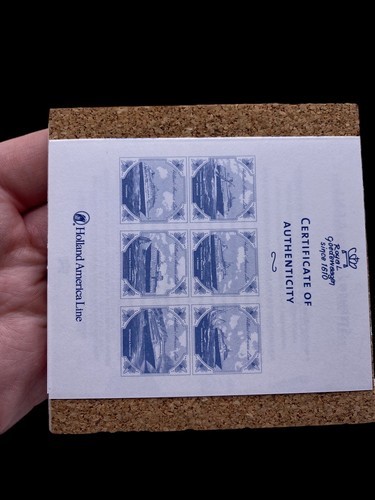 Royal
Goedewaagen
since 1610
CERTIFICATE OF
AUTHENTICITY
Holland America Line